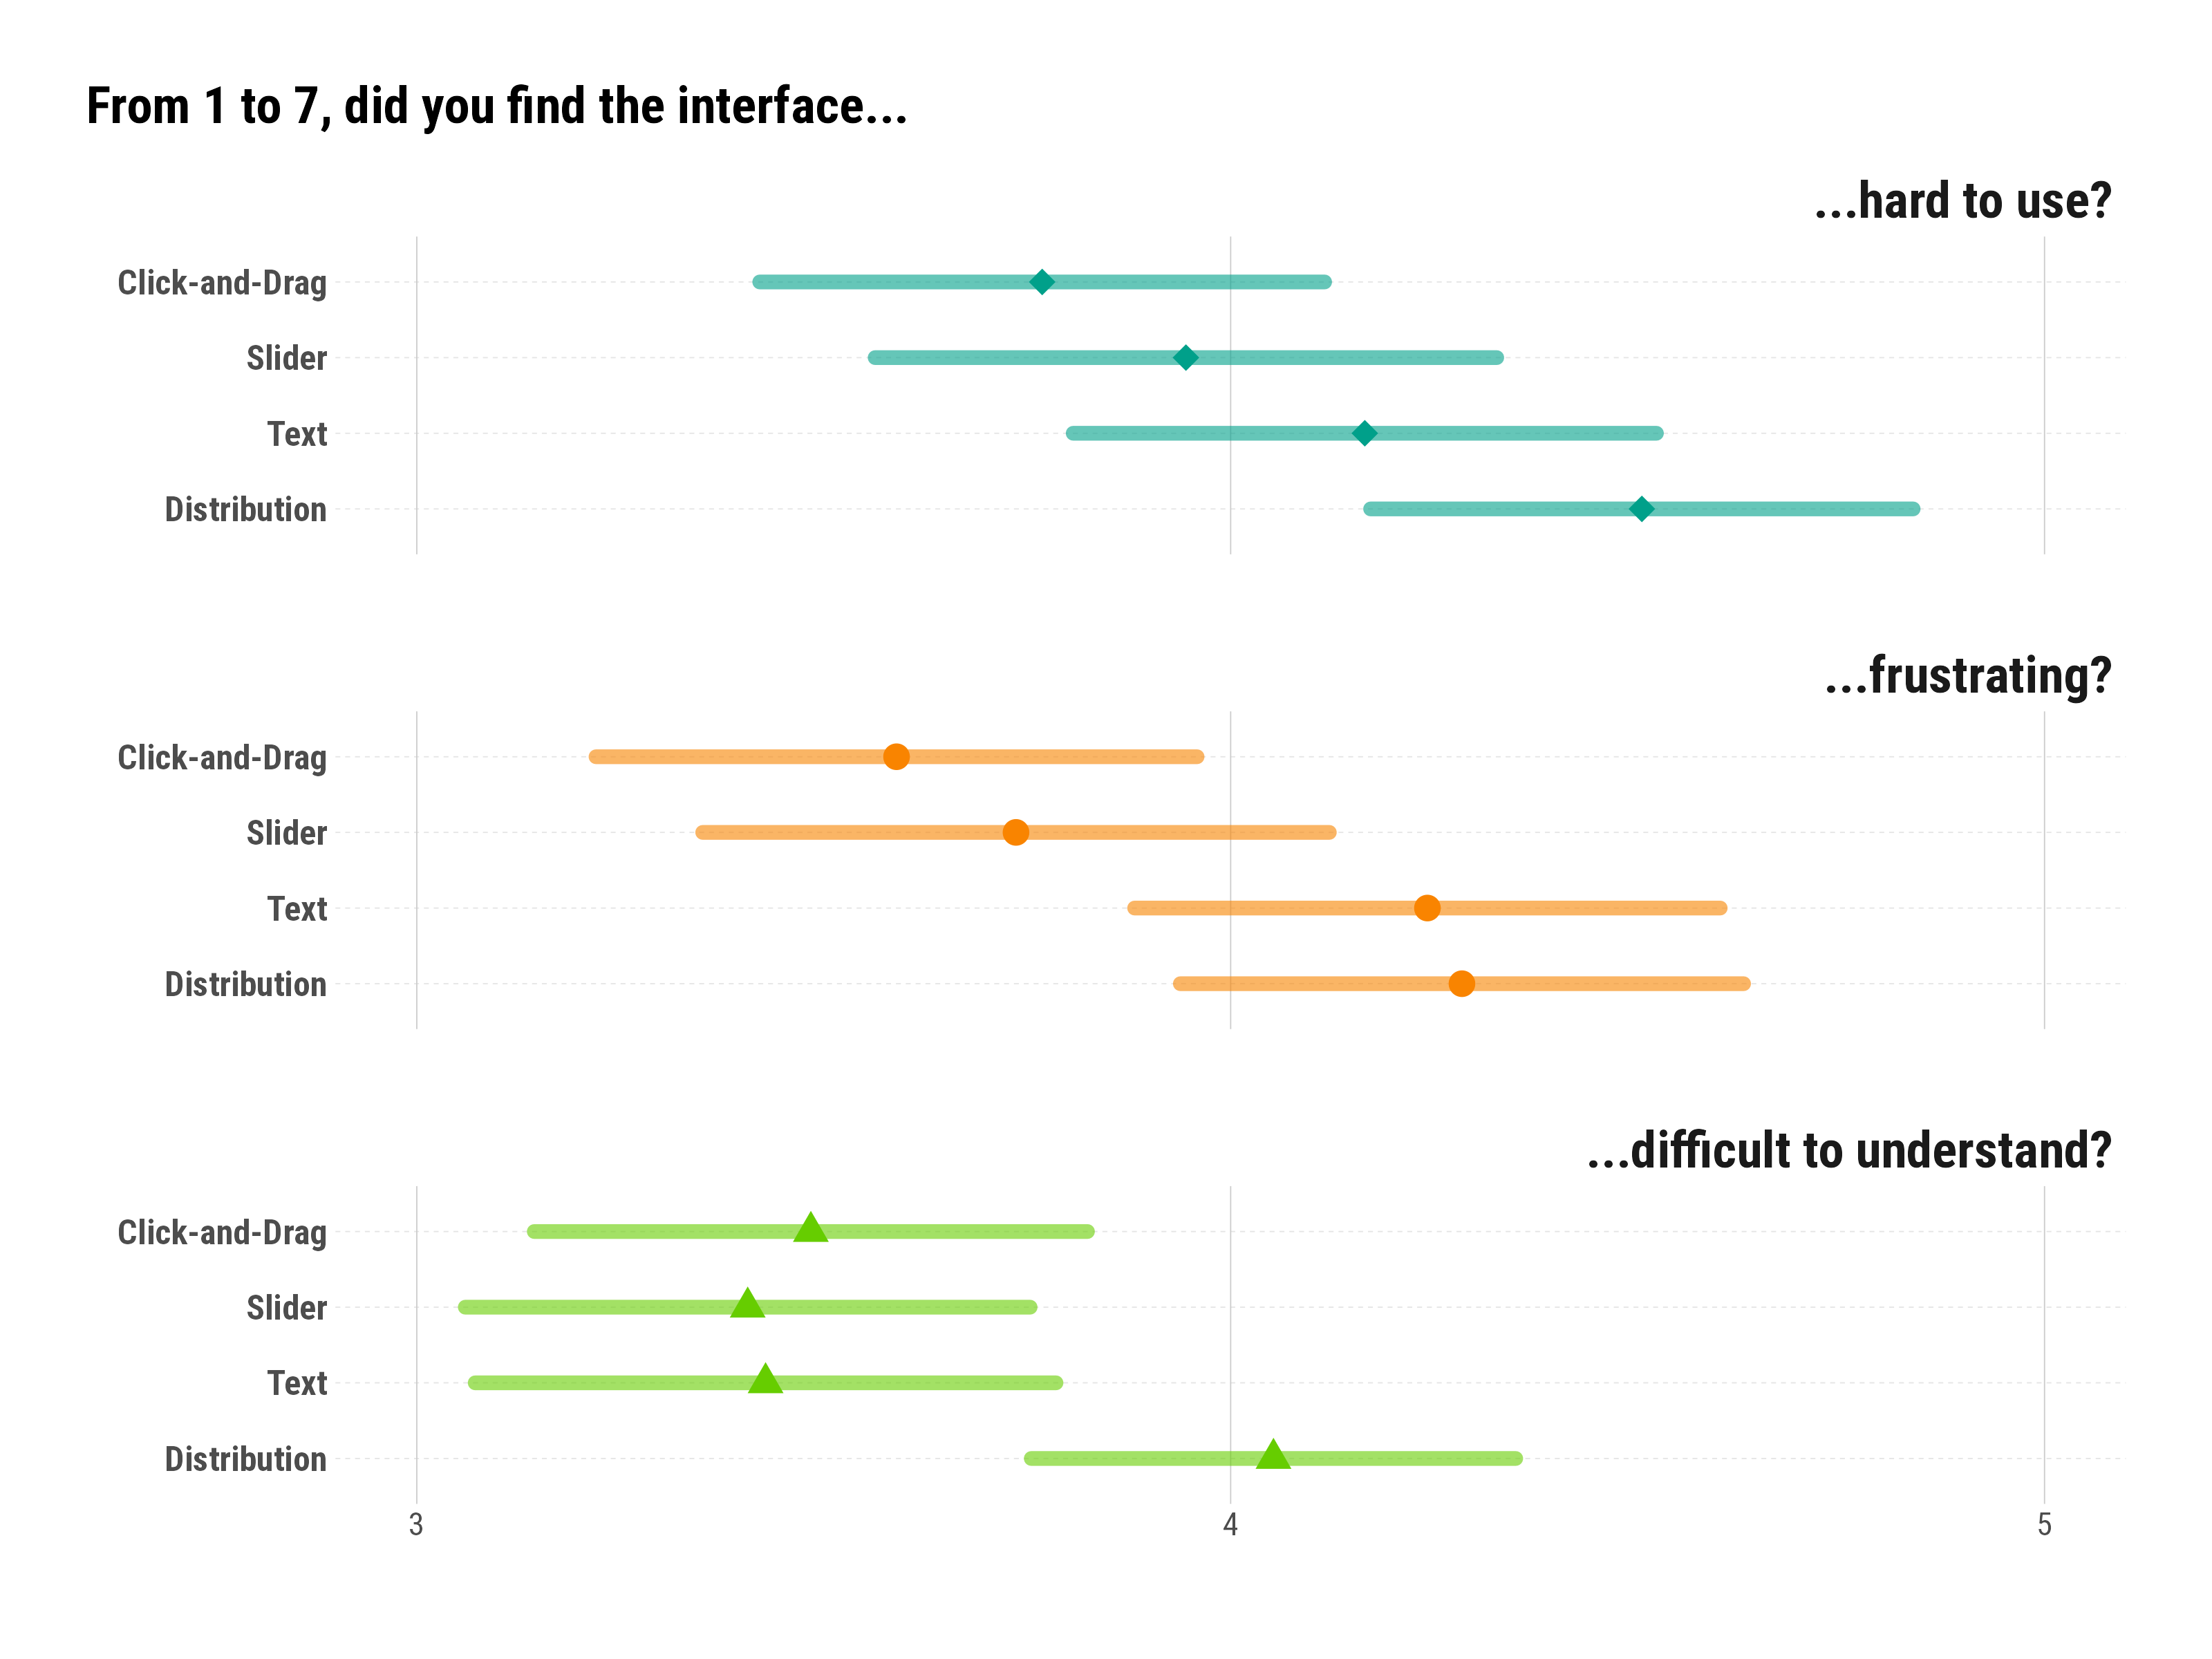 From 1 to 7, did you find the interface...
...hard to use?
Click-and-Drag
Slider
Text
Distribution
...frustrating?
Click-and-Drag
Slider
Text
Distribution
...difficult to understand?
Click-and-Drag
Slider
Text
Distribution
3 4 5